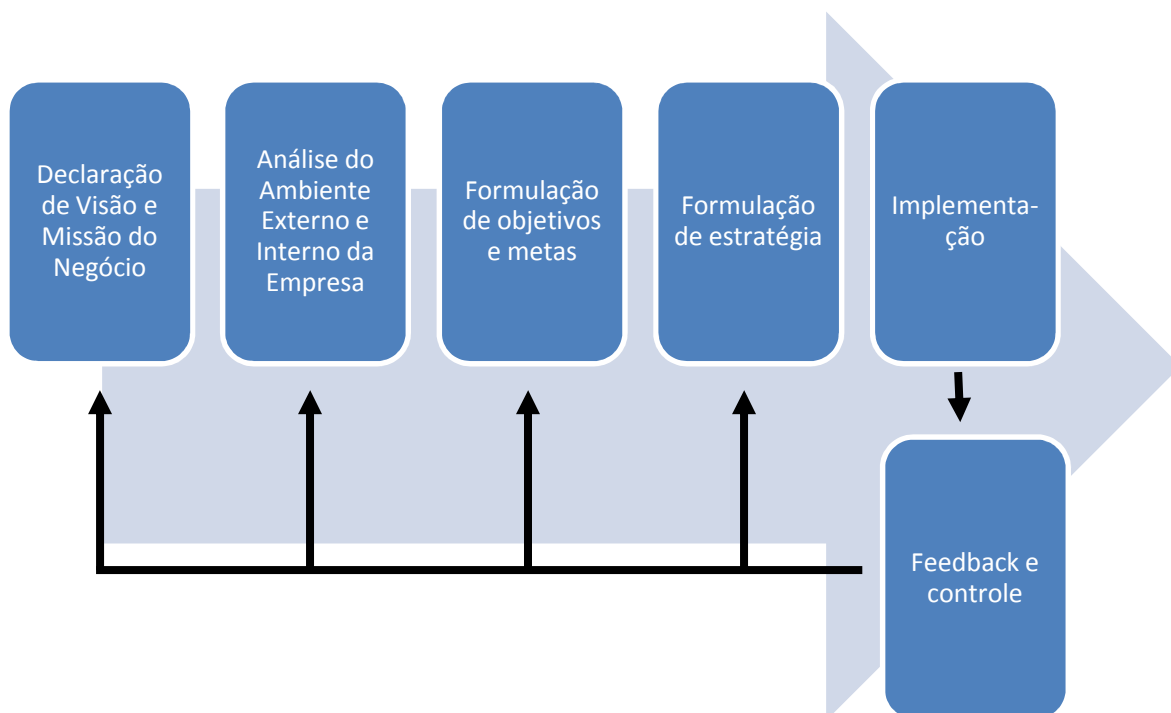 Declaração
de Visão e
Missão do
Negócio
Análise do
Ambiente
Externo e
Interno da
Empresa
Formulação
de objetivos
e metas
Formulação
de estratégia
Implementa-
ção
Feedback e
controle